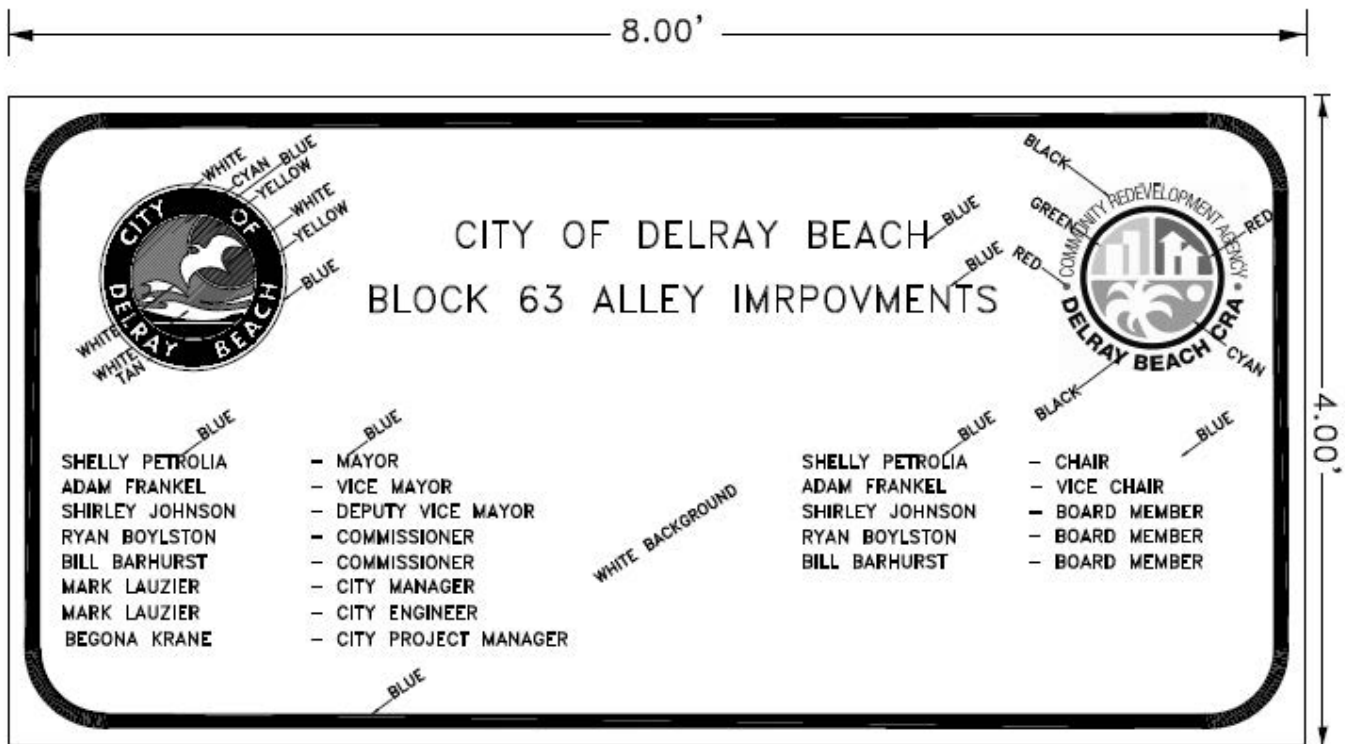 8.00'
WHITE
CYAN
BLUE
YELLOW
WHITE
YELLOW
BLUE
CITY OF
DELRAY BEACH
WHITE
WHITE
TAN
CITY OF DELRAY BEACH
BLUE
BLOCK 63 ALLEY IMRPOVMENTS
BLUE
BLACK
GREEN
RED
RED
COMMUNITY REDEVELOPMENT AGENCY
• DELRAY BEACH CRA •
CYAN
BLACK
4.00'
BLUE
BLUE
SHELLY PETROLIA - MAYOR
ADAM FRANKEL - VICE MAYOR
SHIRLEY JOHNSON - DEPUTY VICE MAYOR
RYAN BOYLSTON - COMMISSIONER
BILL BARHURST - COMMISSIONER
MARK LAUZIER - CITY MANAGER
MARK LAUZIER - CITY ENGINEER
BEGONA KRANE - CITY PROJECT MANAGER
WHITE BACKGROUND
BLUE
BLUE
SHELLY PETROLIA - CHAIR
ADAM FRANKEL - VICE CHAIR
SHIRLEY JOHNSON - BOARD MEMBER
RYAN BOYLSTON - BOARD MEMBER
BILL BARHURST - BOARD MEMBER
BLUE